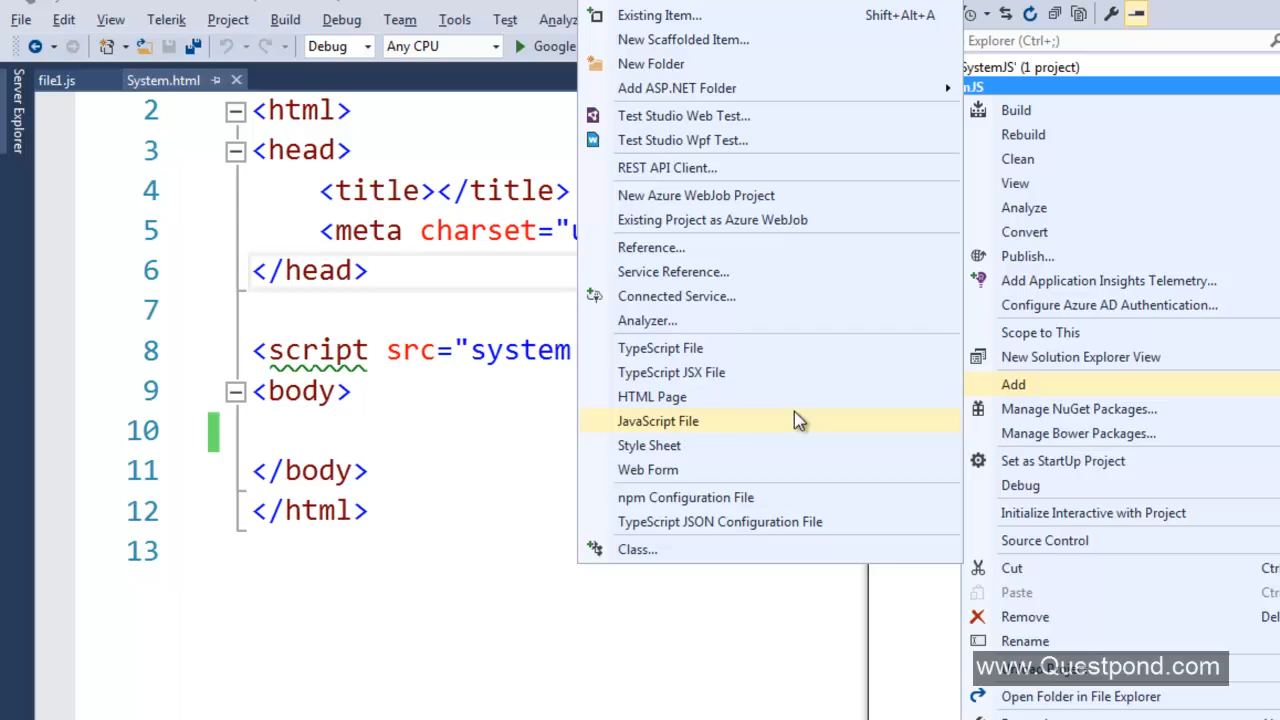 File Edit View Telerik Project Build Debug Team Tools Test Analyz
Debug Any CPU Google
Server Explorer
file1.js System.html
2 <html>
3 <head>
4 <title></title>
5 <meta charset="u
6 </head>
7
8 <script src="system
9 <body>
10
11 </body>
12 </html>
13
Existing Item... Shift+Alt+A
New Scaffolded Item...
New Folder
Add ASP.NET Folder
Test Studio Web Test...
Test Studio Wpf Test...
REST API Client...
New Azure WebJob Project
Existing Project as Azure WebJob
Reference...
Service Reference...
Connected Service...
Analyzer...
TypeScript File
TypeScript JSX File
HTML Page
JavaScript File
Style Sheet
Web Form
npm Configuration File
TypeScript JSON Configuration File
Class...
Explorer (Ctrl+;)
SystemJS' (1 project)
nJS
Build
Rebuild
Clean
View
Analyze
Convert
Publish...
Add Application Insights Telemetry...
Configure Azure AD Authentication...
Scope to This
New Solution Explorer View
Add
Manage NuGet Packages...
Manage Bower Packages...
Set as StartUp Project
Debug
Initialize Interactive with Project
Source Control
Cut Ctr
Paste Ctr
Remove Del
Rename
www.Questpond.com
Open Folder in File Explorer